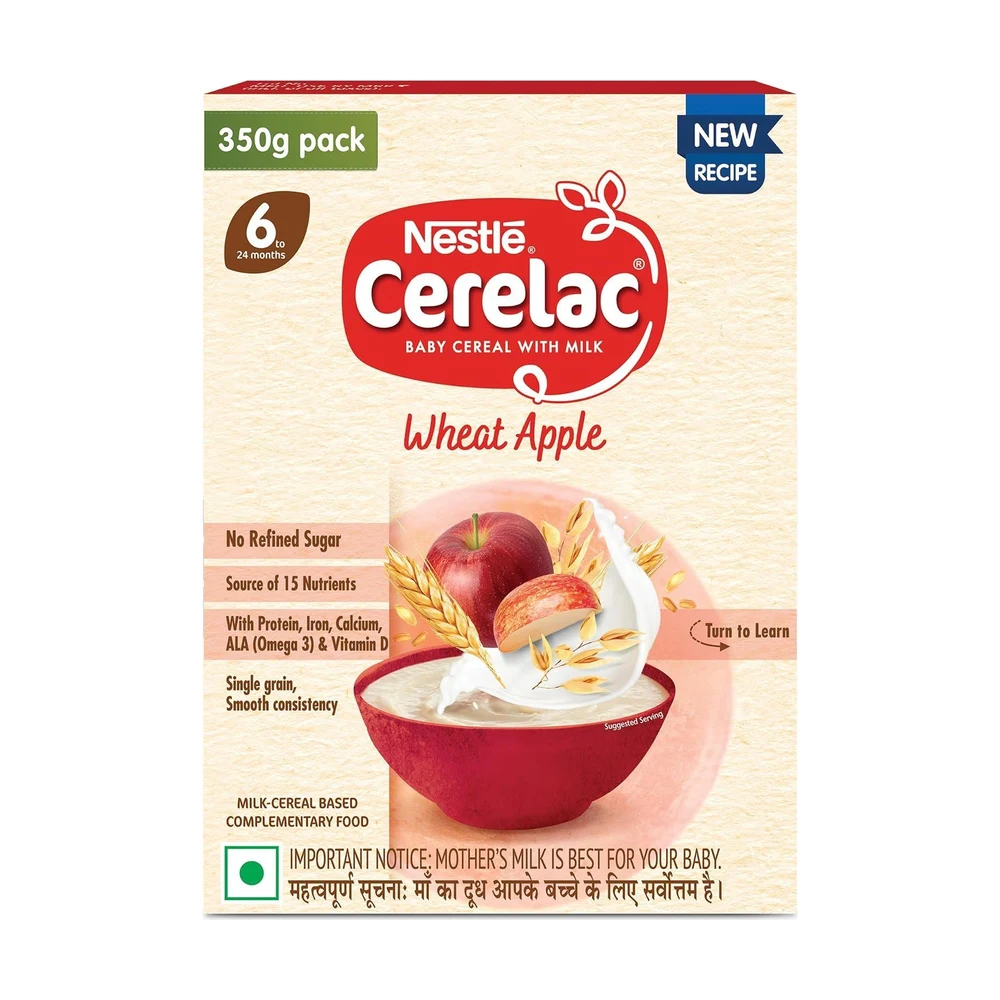 350g pack
NEW
RECIPE
6 to
24 months
Nestlé®
Cerelac®
BABY CEREAL WITH MILK
Wheat Apple
No Refined Sugar
Source of 15 Nutrients
With Protein, Iron, Calcium,
ALA (Omega 3) & Vitamin D
Turn to Learn
Single grain,
Smooth consistency
Suggested Serving
MILK-CEREAL BASED
COMPLEMENTARY FOOD
IMPORTANT NOTICE: MOTHER'S MILK IS BEST FOR YOUR BABY.
महत्वपूर्ण सूचना: माँ का दूध आपके बच्चे के लिए सर्वोत्तम है।